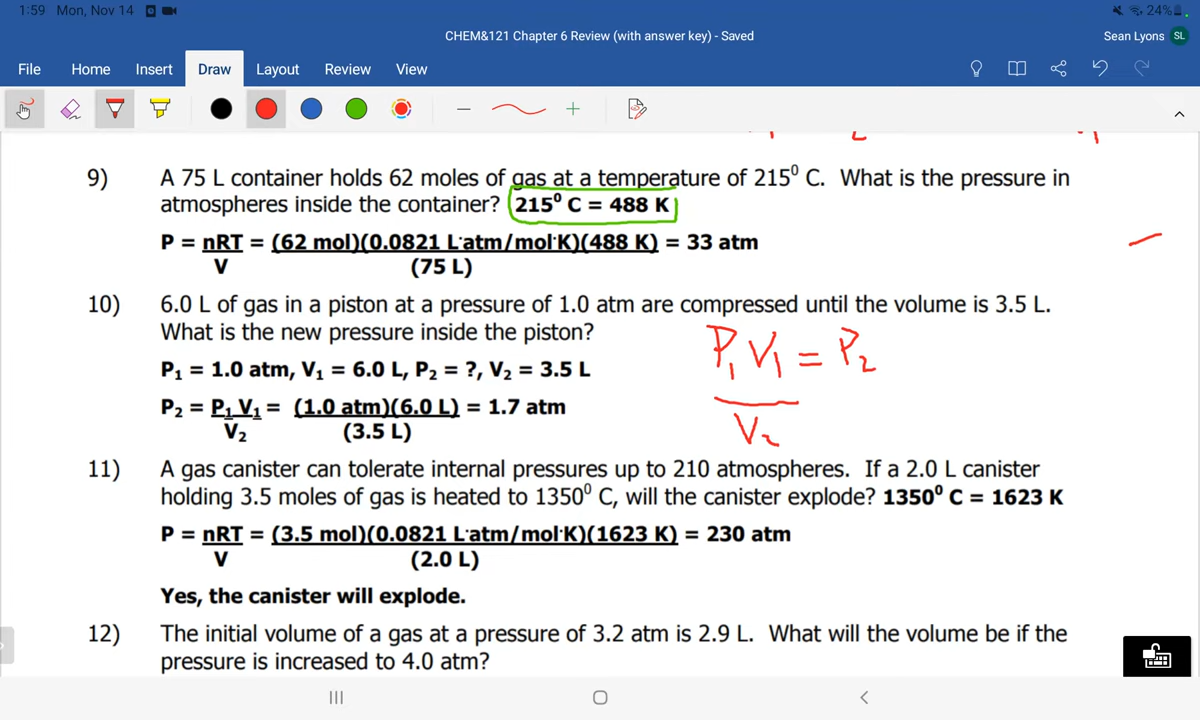 1:59 Mon, Nov 14 24%
CHEM&121 Chapter 6 Review (with answer key) - Saved
Sean Lyons SL
File Home Insert Draw Layout Review View
9) A 75 L container holds 62 moles of gas at a temperature of 215⁰ C. What is the pressure in
atmospheres inside the container? 215⁰ C = 488 K
P = nRT = (62 mol)(0.0821 L·atm/mol·K)(488 K) = 33 atm
V (75 L)
10) 6.0 L of gas in a piston at a pressure of 1.0 atm are compressed until the volume is 3.5 L.
What is the new pressure inside the piston?
P₁ V₁ = P₂
V₂
P₁ = 1.0 atm, V₁ = 6.0 L, P₂ = ?, V₂ = 3.5 L
P₂ = P₁ V₁ = (1.0 atm)(6.0 L) = 1.7 atm
V₂ (3.5 L)
11) A gas canister can tolerate internal pressures up to 210 atmospheres. If a 2.0 L canister
holding 3.5 moles of gas is heated to 1350⁰ C, will the canister explode? 1350⁰ C = 1623 K
P = nRT = (3.5 mol)(0.0821 L·atm/mol·K)(1623 K) = 230 atm
V (2.0 L)
Yes, the canister will explode.
12) The initial volume of a gas at a pressure of 3.2 atm is 2.9 L. What will the volume be if the
pressure is increased to 4.0 atm?